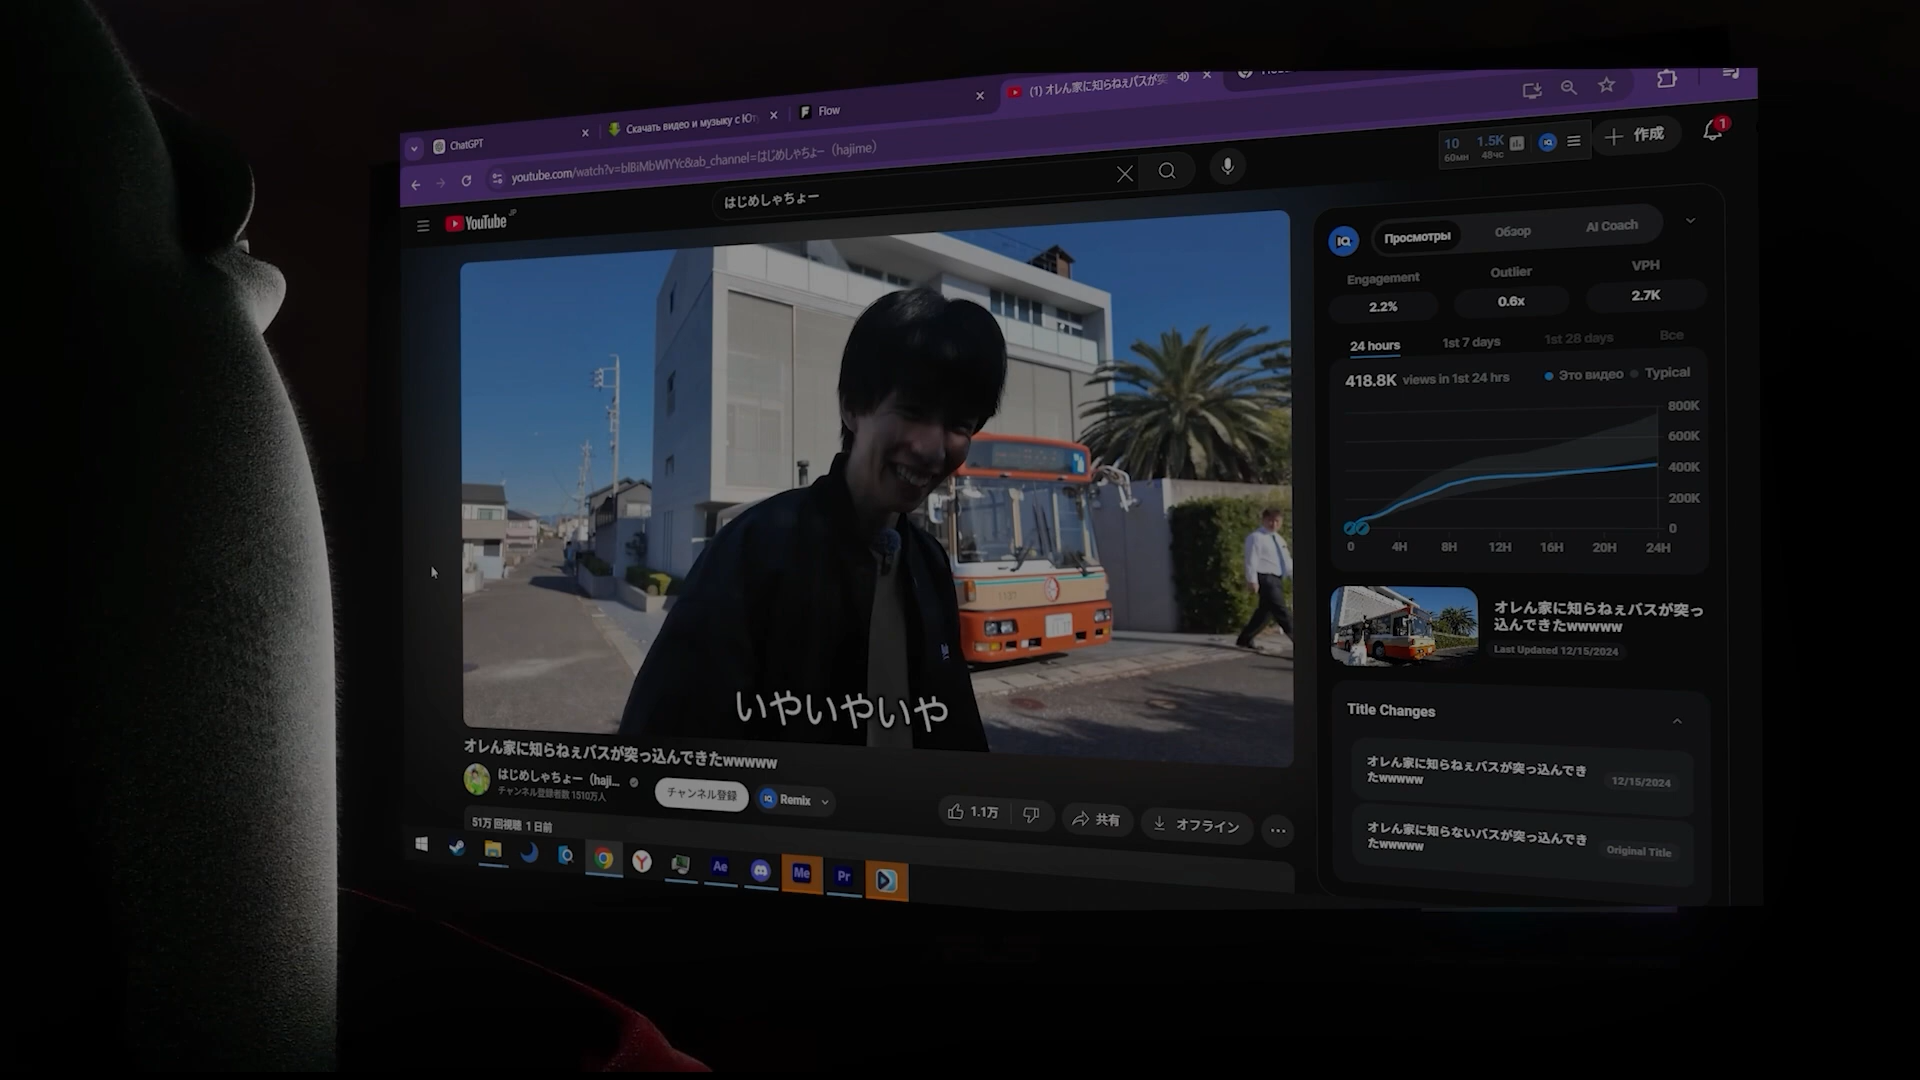 ChatGPT
Скачать видео и музыку с Ют
Flow
(1) オレん家に知らねぇバスが突
youtube.com/watch?v=blBiMbWlYYc&ab_channel=はじめしゃちょー (hajime)
YouTube JP
はじめしゃちょー
10 60мн
1.5K 48чс
作成
1
いやいやいや
オレん家に知らねぇバスが突っ込んできたwwwww
はじめしゃちょー (haji...
チャンネル登録者数 1510万人
チャンネル登録
Remix
1.1万
共有
オフライン
51万 回視聴 1 日前
Ae
Me
Pr
IQ
Просмотры
Обзор
AI Coach
Engagement
Outlier
VPH
2.2%
0.6x
2.7K
24 hours
1st 7 days
1st 28 days
Все
418.8K views in 1st 24 hrs
Это видео
Typical
800K
600K
400K
200K
0
0 4H 8H 12H 16H 20H 24H
オレん家に知らねぇバスが突っ
込んできたwwwww
Last Updated 12/15/2024
Title Changes
オレん家に知らねぇバスが突っ込んでき
たwwwww
12/15/2024
オレん家に知らないバスが突っ込んでき
たwwwww
Original Title